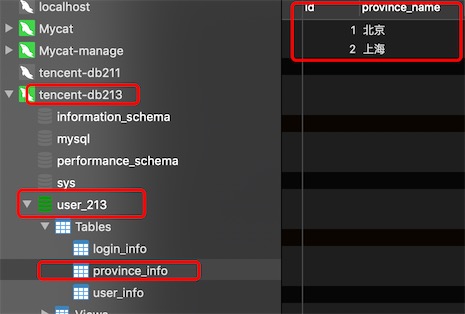 localhost
Mycat
Mycat-manage
tencent-db211
tencent-db213
information_schema
mysql
performance_schema
sys
user_213
Tables
login_info
province_info
user_info
Views
id province_name
1 北京
2 上海